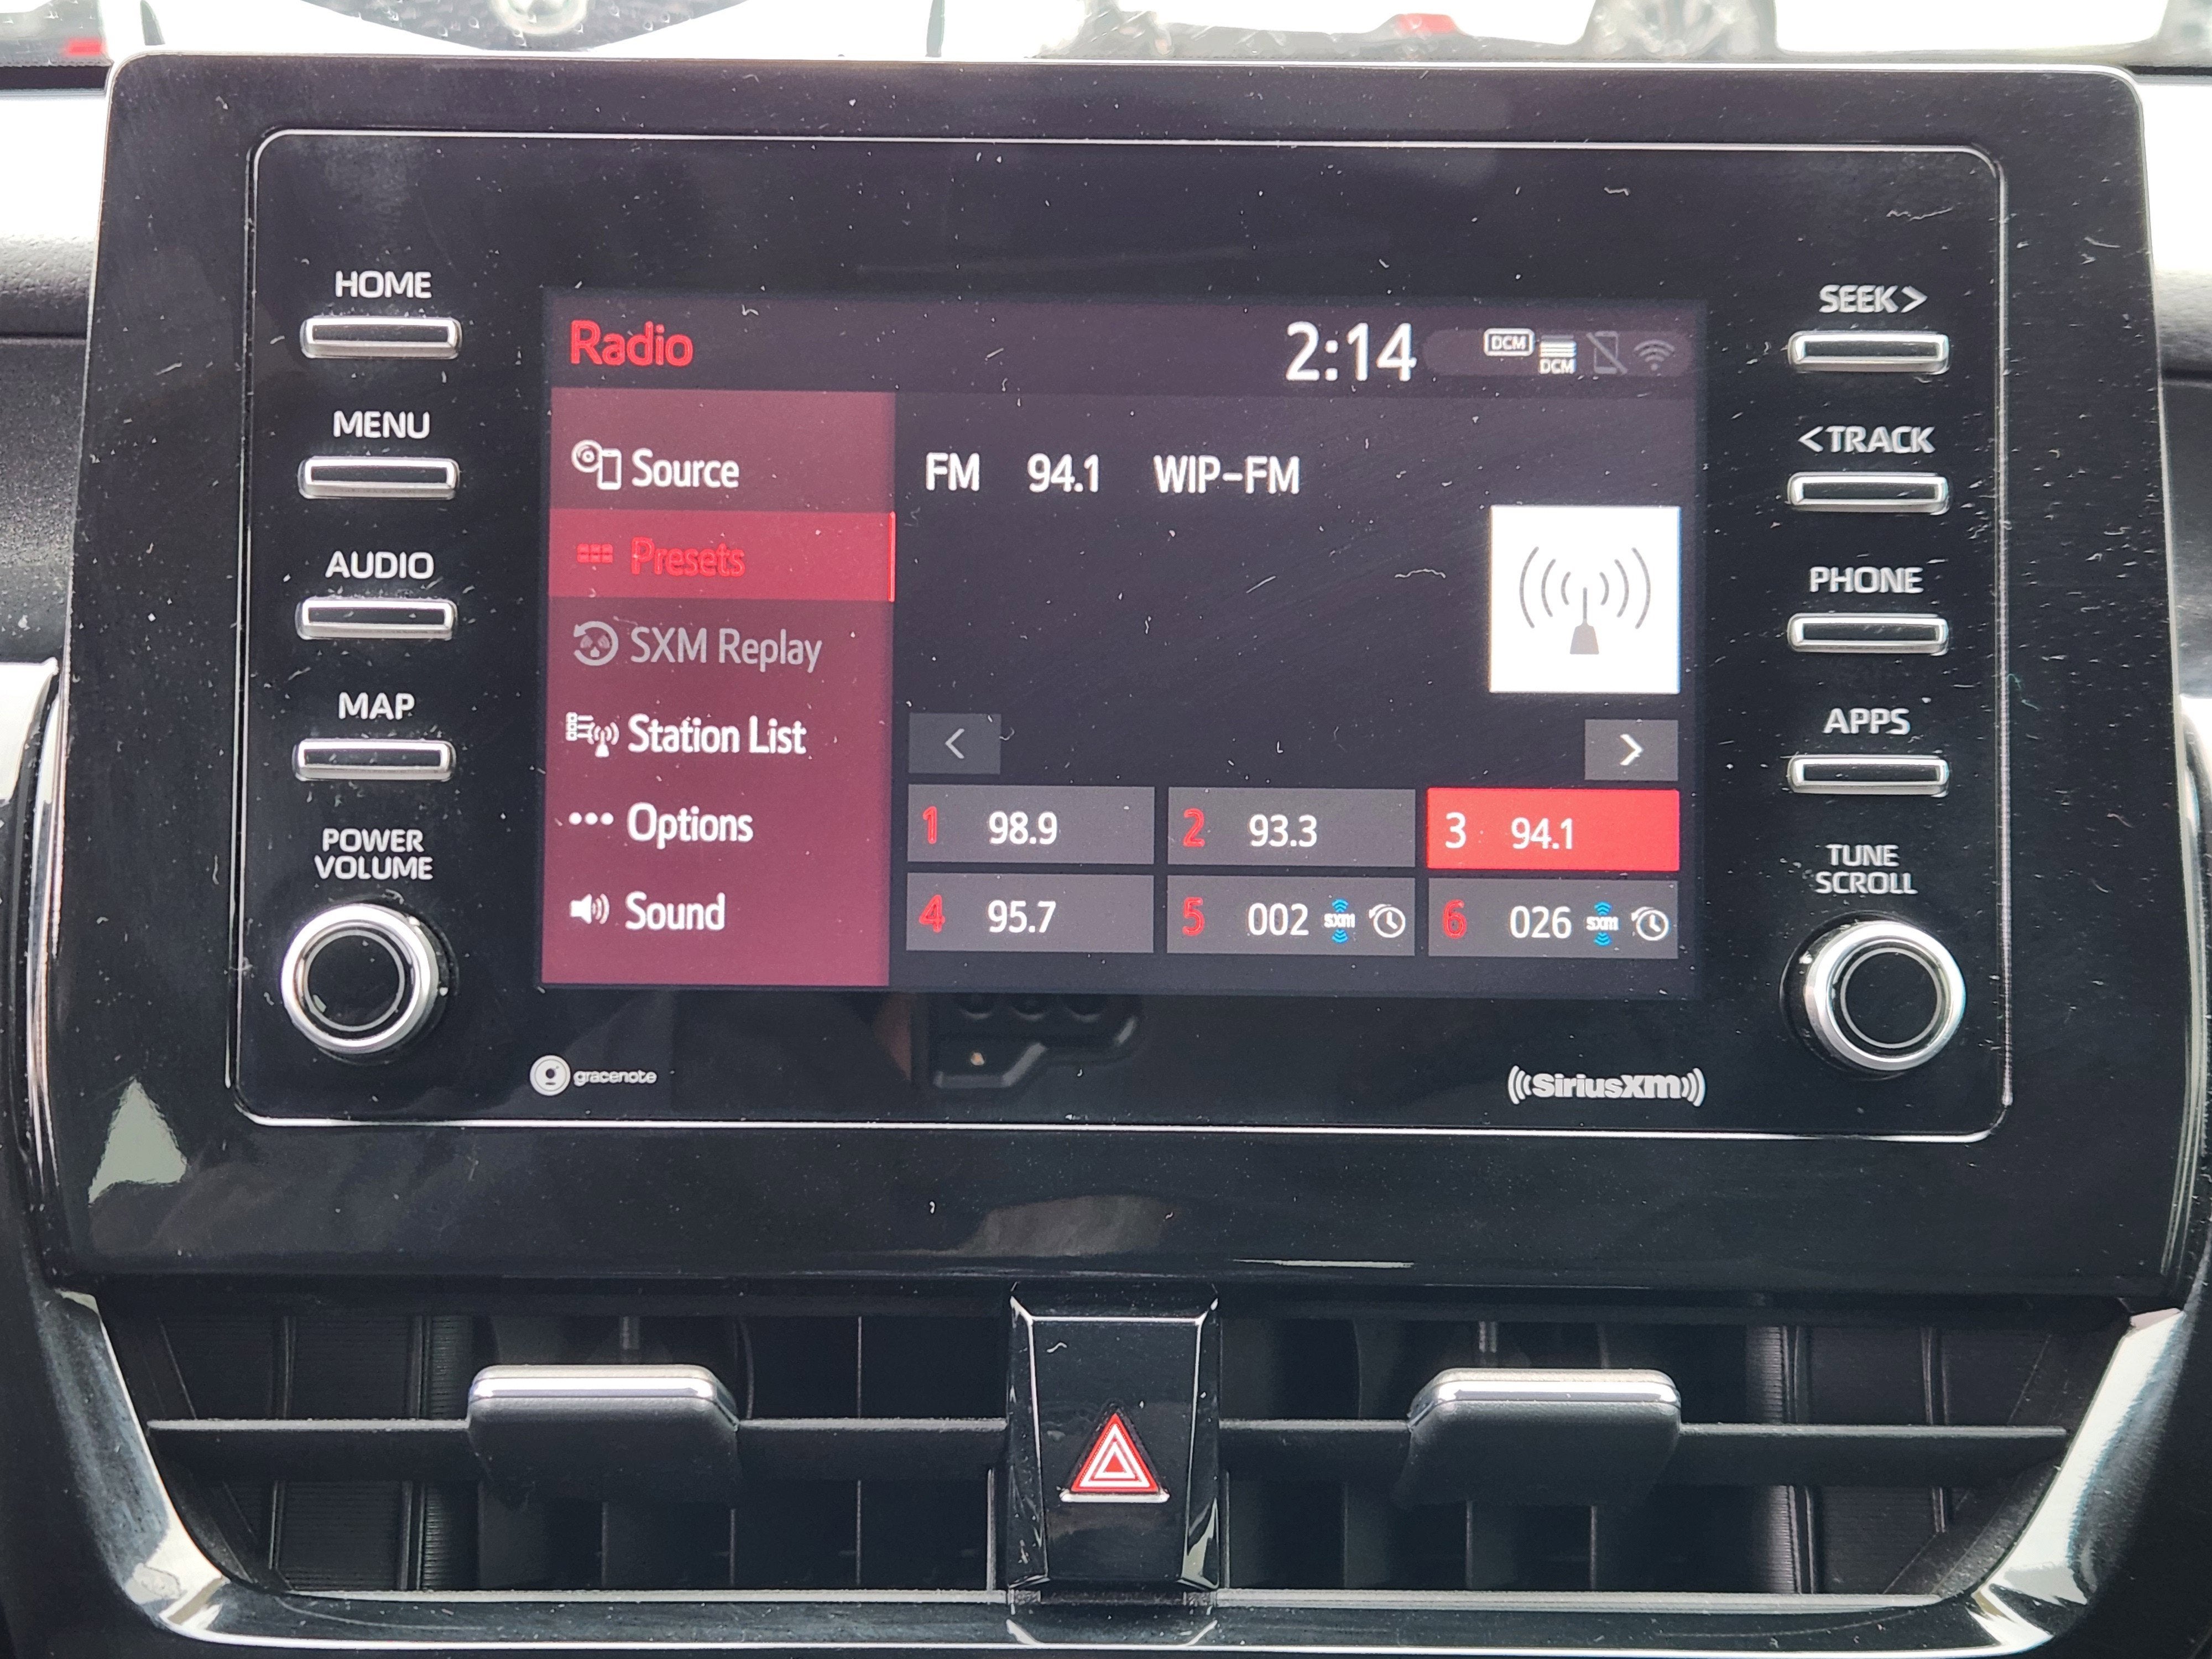 HOME
MENU
AUDIO
MAP
POWER
VOLUME
Radio
2:14
DCM
DCM
Source
Presets
SXM Replay
Station List
Options
Sound
FM 94.1 WIP-FM
<
>
1 98.9
2 93.3
3 94.1
4 95.7
5 002 sxm
6 026 sxm
SEEK>
<TRACK
PHONE
APPS
TUNE
SCROLL
gracenote
((SiriusXM))